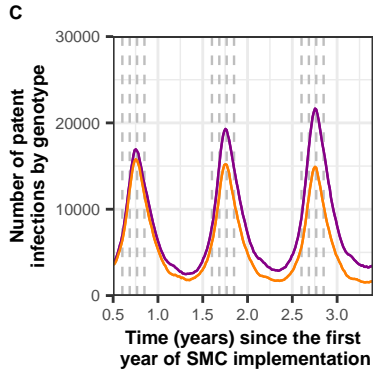 C
Number of patent
infections by genotype
30000
20000
10000
0
0.5 1.0 1.5 2.0 2.5 3.0
Time (years) since the first
year of SMC implementation